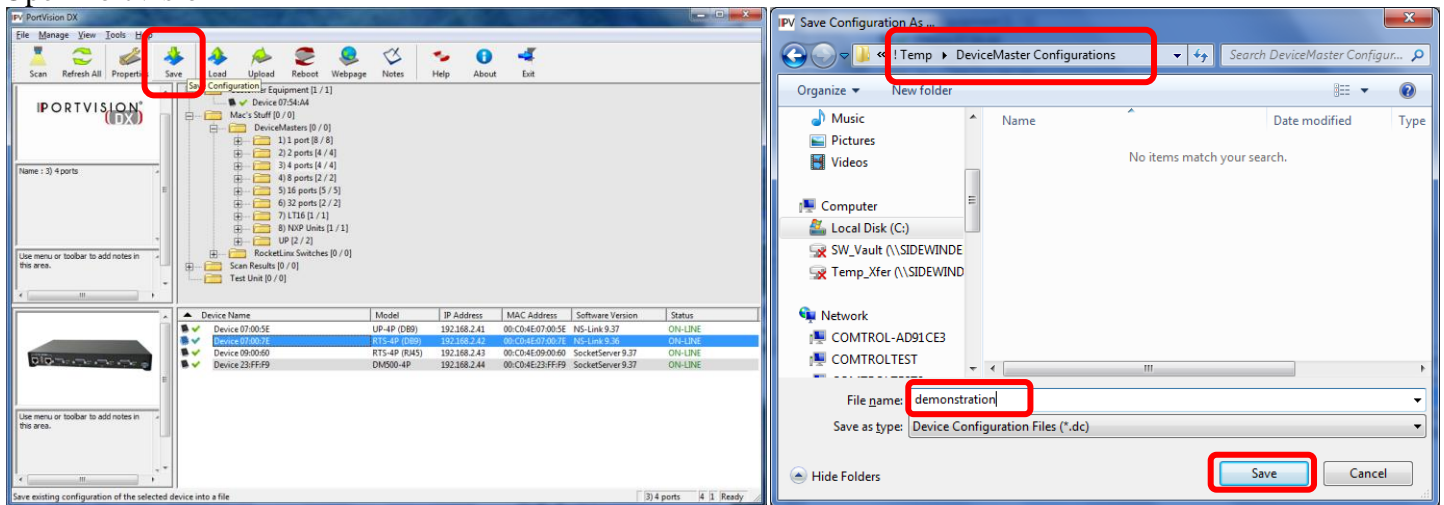 PV PortVision DX
File Manage View Tools Help
Scan Refresh All Properties Save Load Upload Reboot Webpage Notes Help About Exit
Save Configuration
Customer Equipment [1 / 1]
Device 07:54:A4
Mac's Stuff [0 / 0]
DeviceMasters [0 / 0]
1) 1 port [8 / 8]
2) 2 ports [4 / 4]
3) 4 ports [4 / 4]
4) 8 ports [2 / 2]
5) 16 ports [5 / 5]
6) 32 ports [2 / 2]
7) LT16 [1 / 1]
8) NXP Units [1 / 1]
UP [2 / 2]
RocketLinx Switches [0 / 0]
Scan Results [0 / 0]
Test Unit [0 / 0]
PORTVISION®
DX
Name : 3) 4 ports
Use menu or toolbar to add notes in
this area.
Device Name Model IP Address MAC Address Software Version Status
Device 07:00:5E UP-4P (DB9) 192.168.2.41 00:C0:4E:07:00:5E NS-Link 9.37 ON-LINE
Device 07:00:7E RTS-4P (DB9) 192.168.2.42 00:C0:4E:07:00:7E NS-Link 9.36 ON-LINE
Device 09:00:60 RTS-4P (RJ45) 192.168.2.43 00:C0:4E:09:00:60 SocketServer 9.37 ON-LINE
Device 23:FF:F9 DM500-4P 192.168.2.44 00:C0:4E:23:FF:F9 SocketServer 9.37 ON-LINE
Use menu or toolbar to add notes in
this area.
Save existing configuration of the selected device into a file 3) 4 ports 4 1 Ready
PV Save Configuration As ...
« ! Temp DeviceMaster Configurations Search DeviceMaster Configur...
Organize New folder
Name Date modified Type
No items match your search.
Music
Pictures
Videos
Computer
Local Disk (C:)
SW_Vault (\\SIDEWINDE
Temp_Xfer (\\SIDEWIND
Network
COMTROL-AD91CE3
COMTROLTEST
File name: demonstration
Save as type: Device Configuration Files (*.dc)
Hide Folders Save Cancel